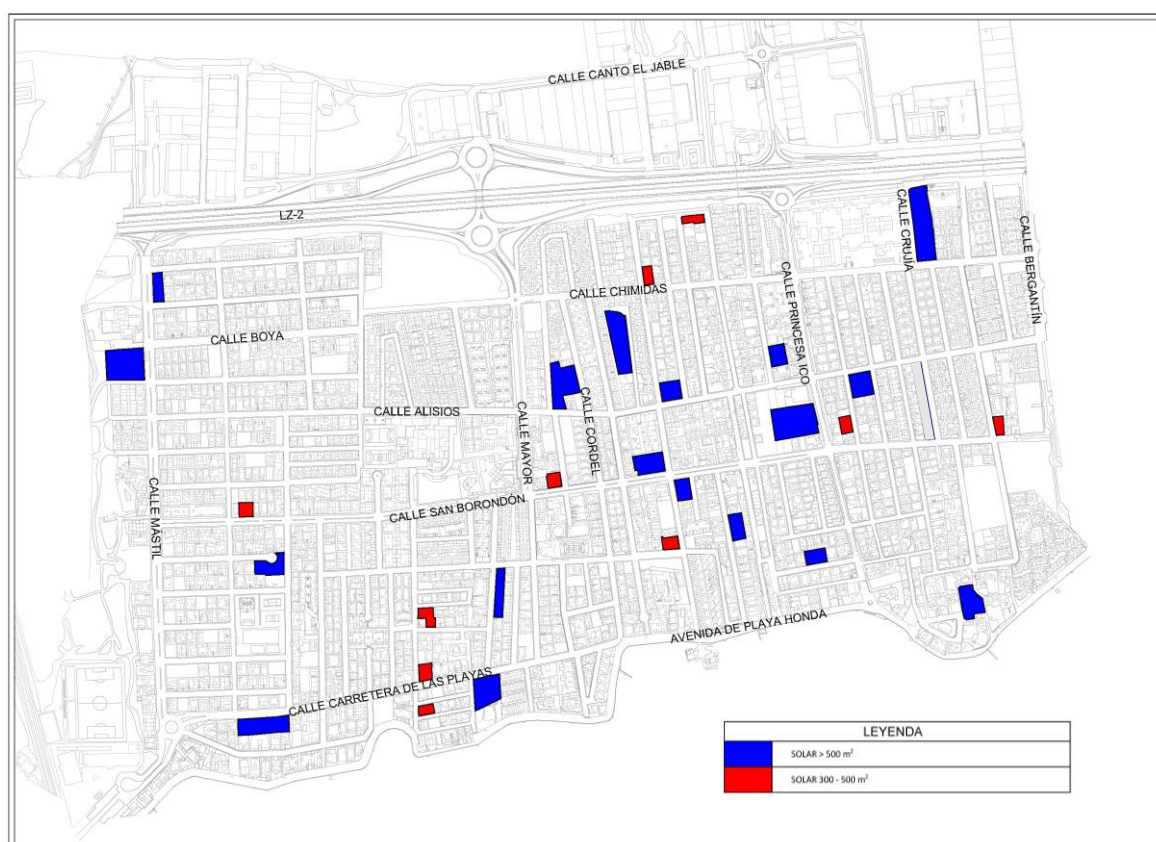 CALLE CANTO EL JABLE
LZ-2
CALLE CRUJÍA
CALLE BERGANTÍN
CALLE CHIMIDAS
CALLE PRINCESA ICO
CALLE BOYA
CALLE ALISIOS
CALLE MAYOR
CALLE CORDEL
CALLE MÁSTIL
CALLE SAN BORONDÓN
AVENIDA DE PLAYA HONDA
CALLE CARRETERA DE LAS PLAYAS
LEYENDA
SOLAR > 500 m²
SOLAR 300 - 500 m²